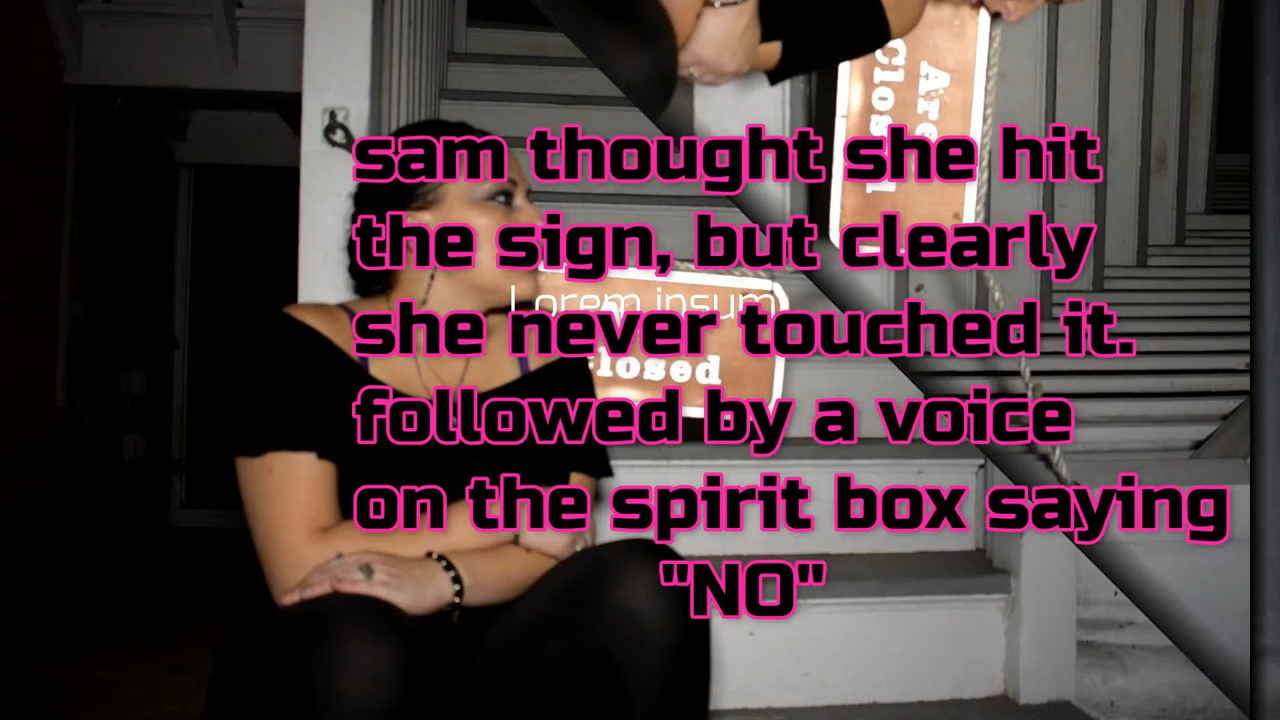 sam thought she hit
the sign, but clearly
she never touched it.
followed by a voice
on the spirit box saying
"NO"
Lorem ipsum
Closed
Are
Closed